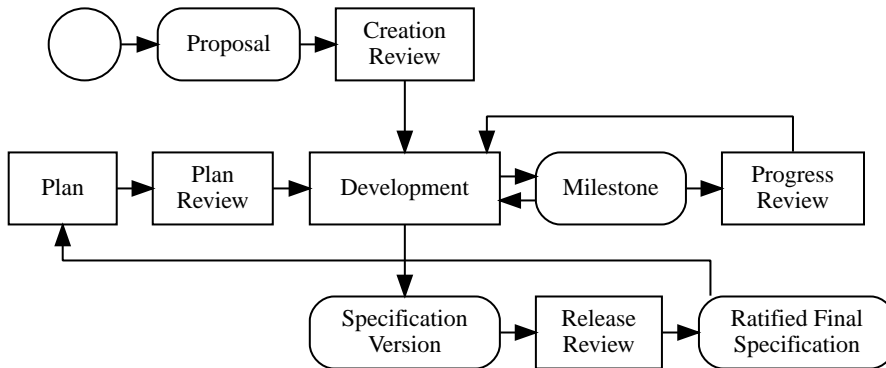 Proposal
Creation
Review
Plan
Plan
Review
Development
Milestone
Progress
Review
Specification
Version
Release
Review
Ratified Final
Specification